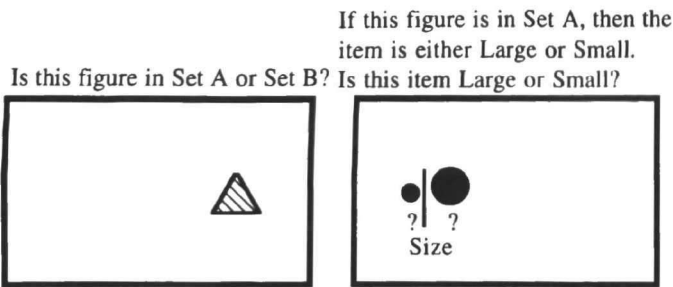 If this figure is in Set A, then the
item is either Large or Small.
Is this figure in Set A or Set B? Is this item Large or Small?
? ?
Size